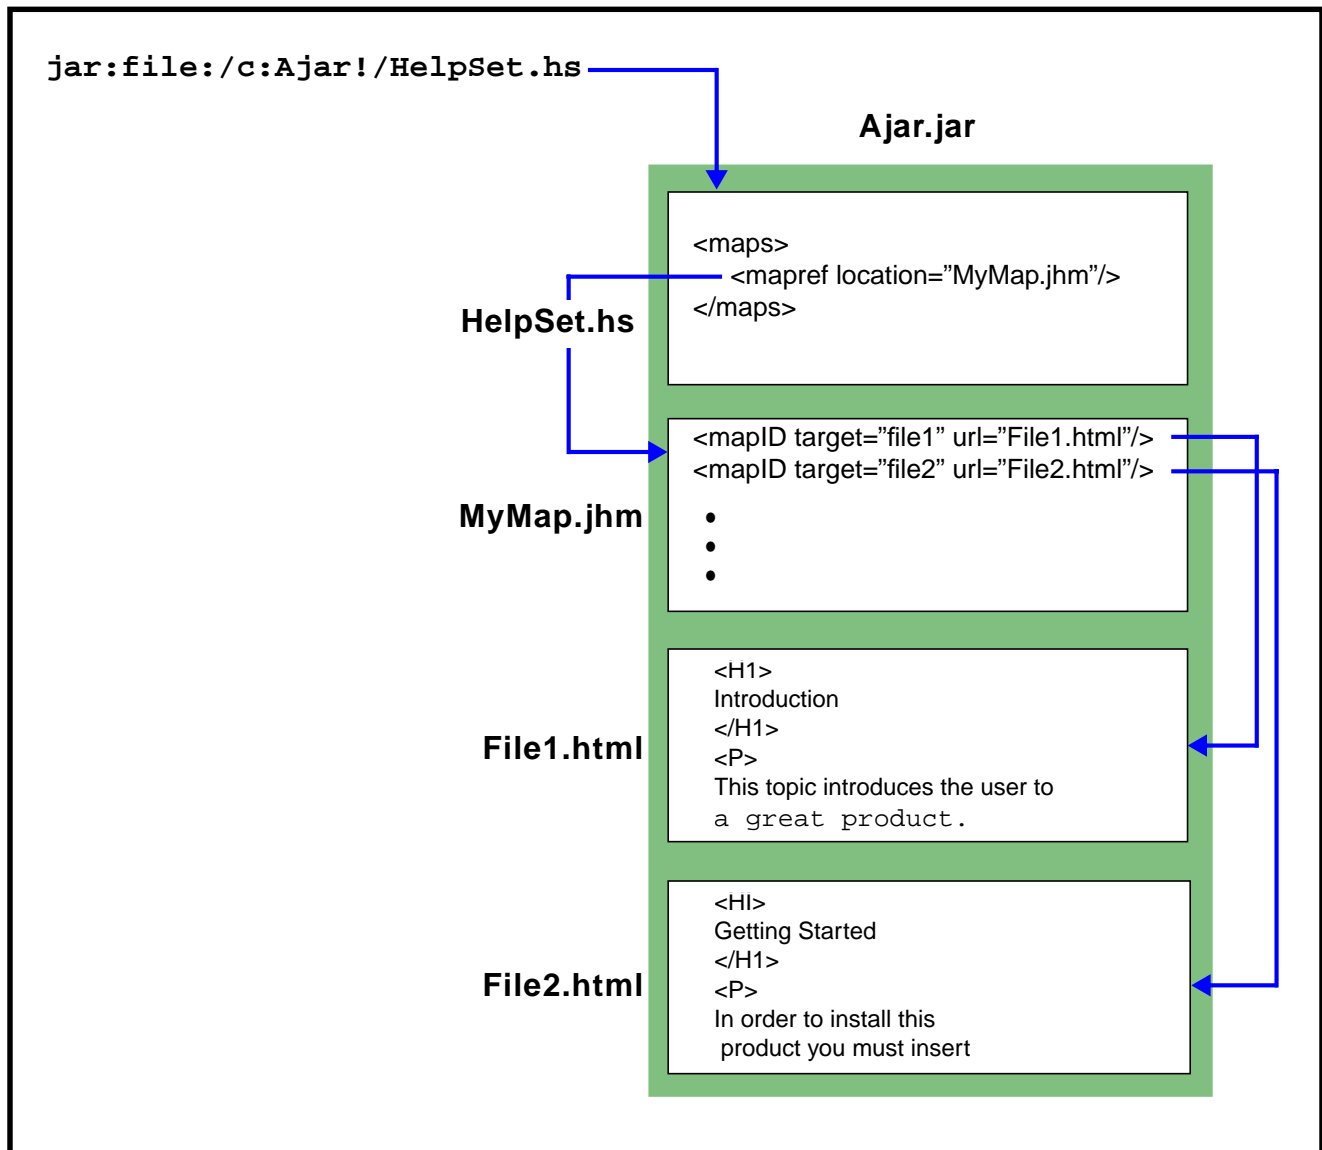 jar:file:/c:Ajar!/HelpSet.hs
Ajar.jar
<maps>
<mapref location=”MyMap.jhm”/>
</maps>
HelpSet.hs
<mapID target=”file1” url=”File1.html”/>
<mapID target=”file2” url=”File2.html”/>
MyMap.jhm
•
•
•
<H1>
Introduction
</H1>
<P>
This topic introduces the user to
a great product.
File1.html
<HI>
Getting Started
</H1>
<P>
In order to install this
product you must insert
File2.html